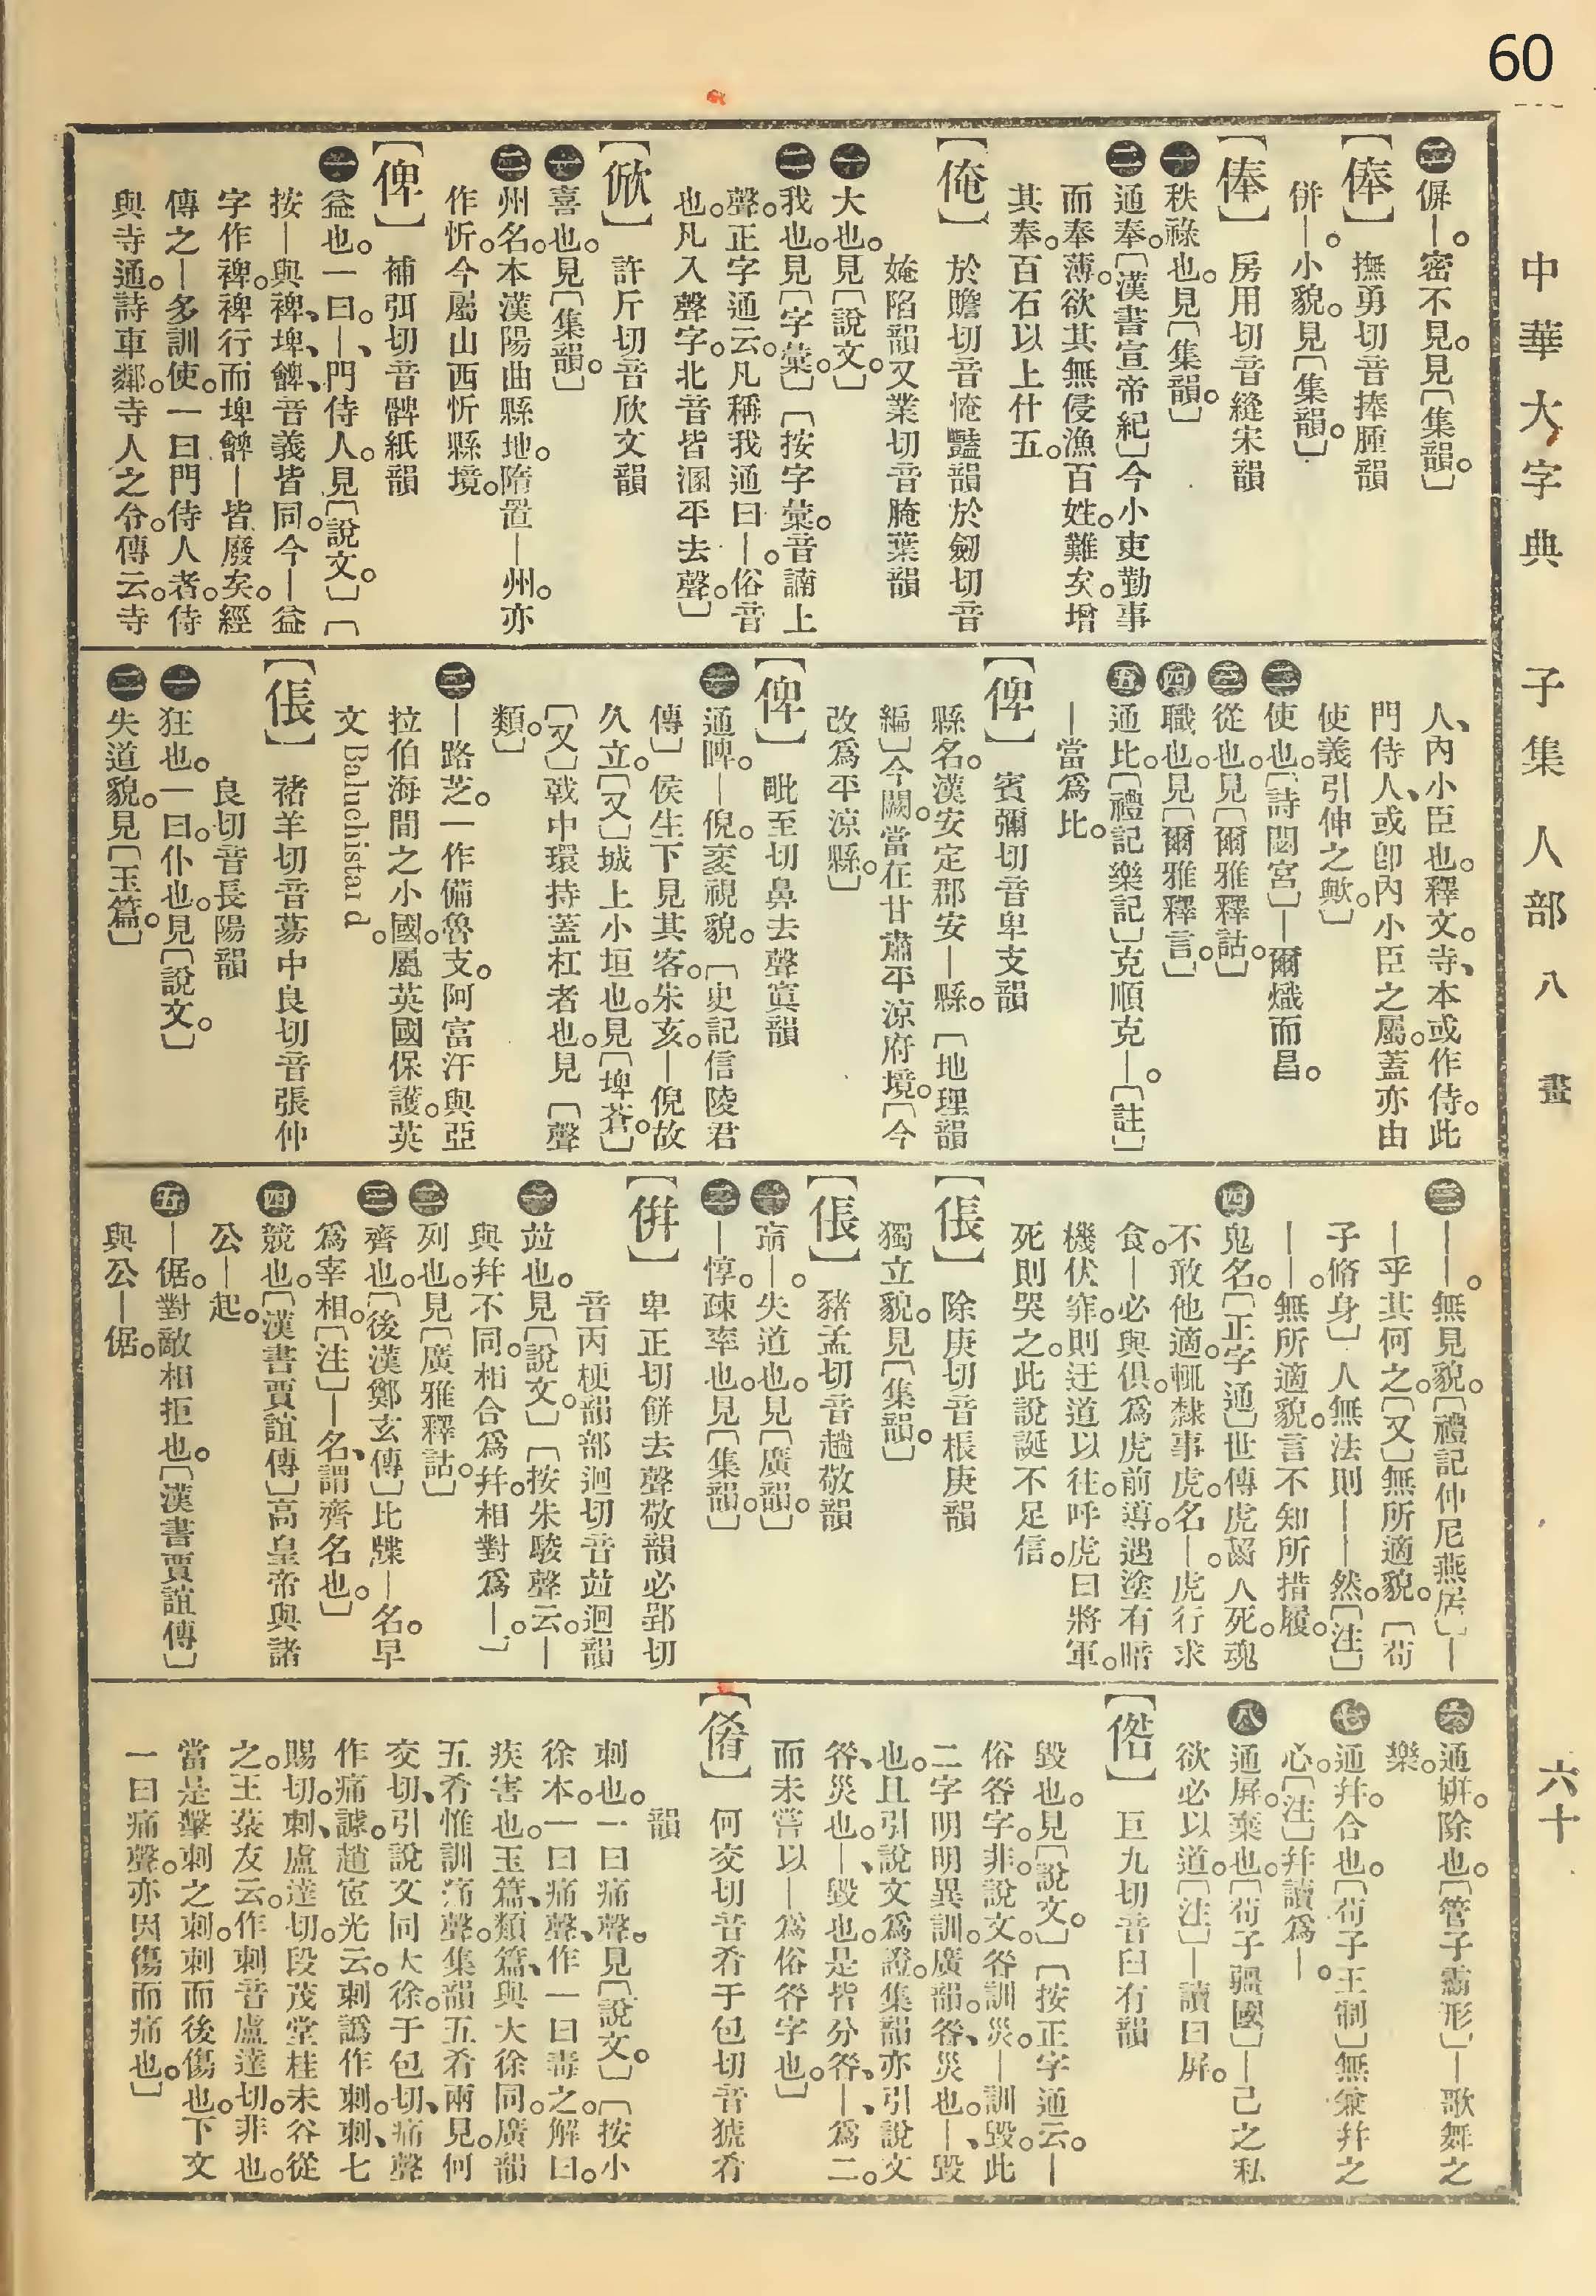 60
中華大字典　子集　人部　八畫　六十
㊁偋—。密不見。見〔集韻。〕
【俸】撫勇切音捧腫韻
倂—。小貌。見〔集韻。〕
【俸】房用切音縫宋韻
㊀秩祿也。見〔集韻。〕
㊁通奉。〔漢書宣帝紀〕今小吏勤事
而奉薄。欲其無侵漁百姓。難矣。增
其奉。百石以上什五。
【俺】於贍切音俺豔韻於劒切音
㛪陷韻又業切音腌葉韻
㊀大也。見〔說文。〕
㊁我也。見〔字彙。〕〔按字彙。音諵上
聲。正字通云。凡稱我通曰—。俗音
也。凡入聲字。北音皆溷平去聲。〕
【俽】許斤切音欣文韻
㊀喜也。見〔集韻。〕
㊁州名。本漢陽曲縣地。隋置—州。亦
作忻。今屬山西忻縣境。
【俾】補弭切音髀紙韻
㊀益也。一曰。—、門侍人。見〔說文。〕〔
按—與裨、埤、䚜、音義皆同。今—益
字作裨。裨行而埤䚜—皆廢矣。經
傳之—多訓使。一曰門侍人者。侍
與寺通。詩車鄰。寺人之令。傳云。寺
人、內小臣也。釋文。寺、本或作侍。此
門侍人、或卽內小臣之屬。蓋亦由
使義引伸之歟。〕
㊁使也。〔詩閟宮〕—爾熾而昌。
㊂從也。見〔爾雅釋詁。〕
㊃職也。見〔爾雅釋言。〕
㊄通比。〔禮記樂記〕克順克—。〔註〕
—當爲比。
【俾】賓彌切音卑支韻
縣名。漢安定郡安—縣。〔地理韻
編〕今闕。當在甘肅平涼府境。〔今
改爲平涼縣。〕
【俾】毗至切鼻去聲寘韻
㊀通睥。—倪。衺視貌。〔史記信陵君
傳〕侯生下見其客。朱亥。—倪故
久立。〔又〕城上小垣也。見〔埤蒼。〕
〔又〕戟中環持蓋杠者也。見〔聲
類。〕
㊁—路芝。一作備魯支。阿富汗與亞
拉伯海間之小國。屬英國保護。英
文Baluchistard。
【倀】褚羊切音募中良切音張仲
良切音長陽韻
㊀狂也。一曰。仆也。見〔說文。〕
㊁失道貌。見〔玉篇。〕
㊂——。無見貌。〔禮記仲尼燕居〕—
—乎其何之。〔又〕無所適貌。〔荀
子脩身〕人無法則——然。〔注〕
——。無所適貌。言不知所措履。
㊃鬼名。〔正字通〕世傳虎齧人死。魂
不敢他適。輒隸事虎。名—。虎行求
食。—必與俱。爲虎前導。遇塗有暗
機伏穽。則迂道以往。呼虎曰將軍。
死則哭之。此說誕不足信。
【倀】除庚切音棖庚韻
獨立貌。見〔集韻。〕
【倀】豬孟切音趟敬韻
㊀瘄—。失道也。見〔廣韻。〕
㊁—惇。疎率也。見〔集韻。〕
【倂】卑正切餠去聲敬韻必郢切
音丙梗韻部迥切音並迥韻
㊀並也。見〔說文。〕〔按朱駿聲云。—
與幷不同。相合爲幷。相對爲—。〕
㊁列也。見〔廣雅釋詁。〕
㊂齊也。〔後漢鄭玄傳〕比牒—名。早
爲宰相。〔注〕—名、謂齊名也。〕
㊃競也。〔漢書賈誼傳〕高皇帝與諸
公—起。
㊄—倨。對敵相拒也。〔漢書賈誼傳〕
與公—倨。
㊅通姘。除也。〔管子霸形〕—歌舞之
樂。
㊆通幷。合也。〔荀子王制〕無兼幷之
心。〔注〕幷讀爲—。
㊇通屏。棄也。〔荀子彊國〕—己之私
欲必以道。〔注〕—讀曰屏。
【倃】巨九切音臼有韻
毀也。見〔說文。〕〔按正字通云。—
俗咎字。非。說文。咎訓災。—訓毀。此
二字明明異訓。廣韻。咎、災也。—、毀
也。且引說文爲證。集韻亦引說文
咎、災也。—、毀也。是皆分咎、—、爲二。
而未嘗以—爲俗咎字也。〕
【倄】何交切音肴于包切音猇肴
韻
刺也。一曰痛聲。見〔說文。〕〔按小
徐本。一曰痛聲、作一曰毒之。解曰。
疾害也。玉篇、類篇、與大徐同。廣韻
五肴惟訓痛聲。集韻五肴兩見。何
交切、引說文同大徐。于包切、痛聲
作痛謔。趙宧光云。刺譌作剌。刺、七
賜切。剌、盧達切。段茂堂桂未谷從
之。王菉友云。作剌音盧達切。非也。
當是擊刺之刺。刺而後傷也。下文
一曰痛聲。亦因傷而痛也。〕